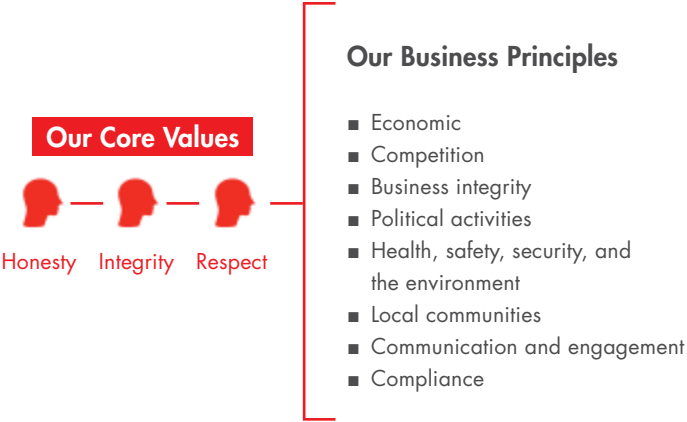 Our Core Values
Honesty Integrity Respect
Our Business Principles
■ Economic
■ Competition
■ Business integrity
■ Political activities
■ Health, safety, security, and
the environment
■ Local communities
■ Communication and engagement
■ Compliance